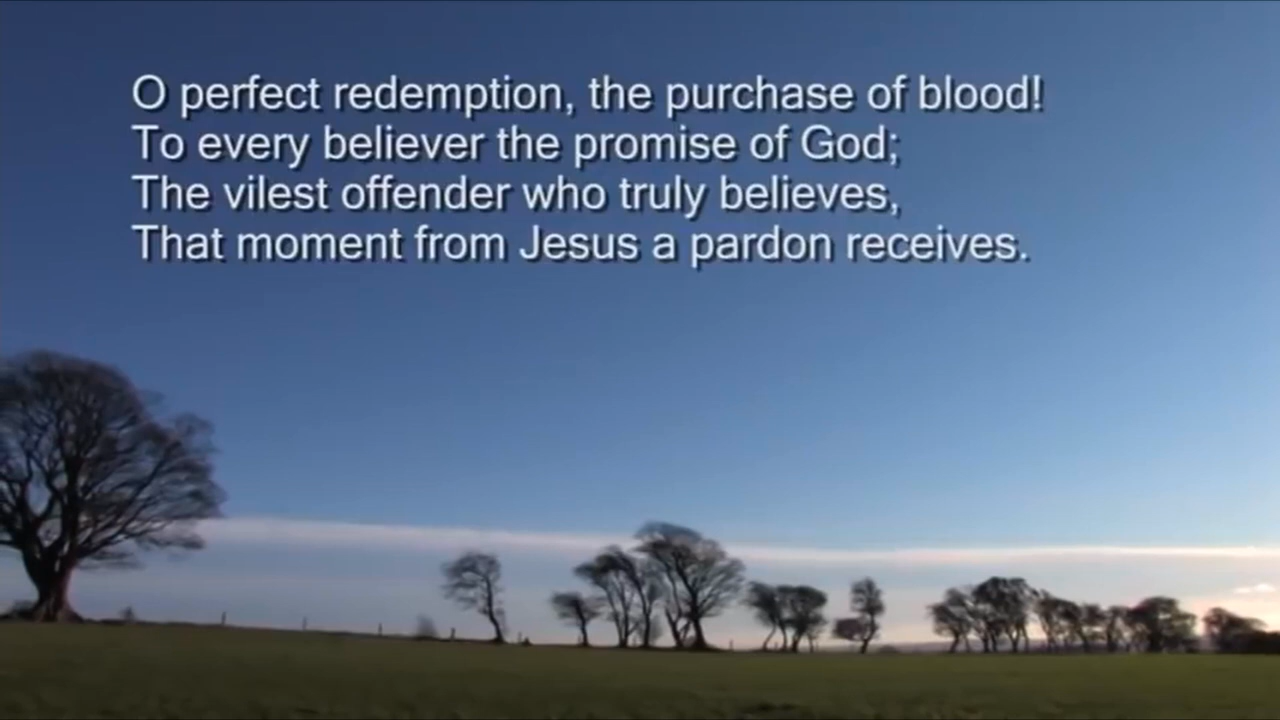 O perfect redemption, the purchase of blood!
To every believer the promise of God;
The vilest offender who truly believes,
That moment from Jesus a pardon receives.